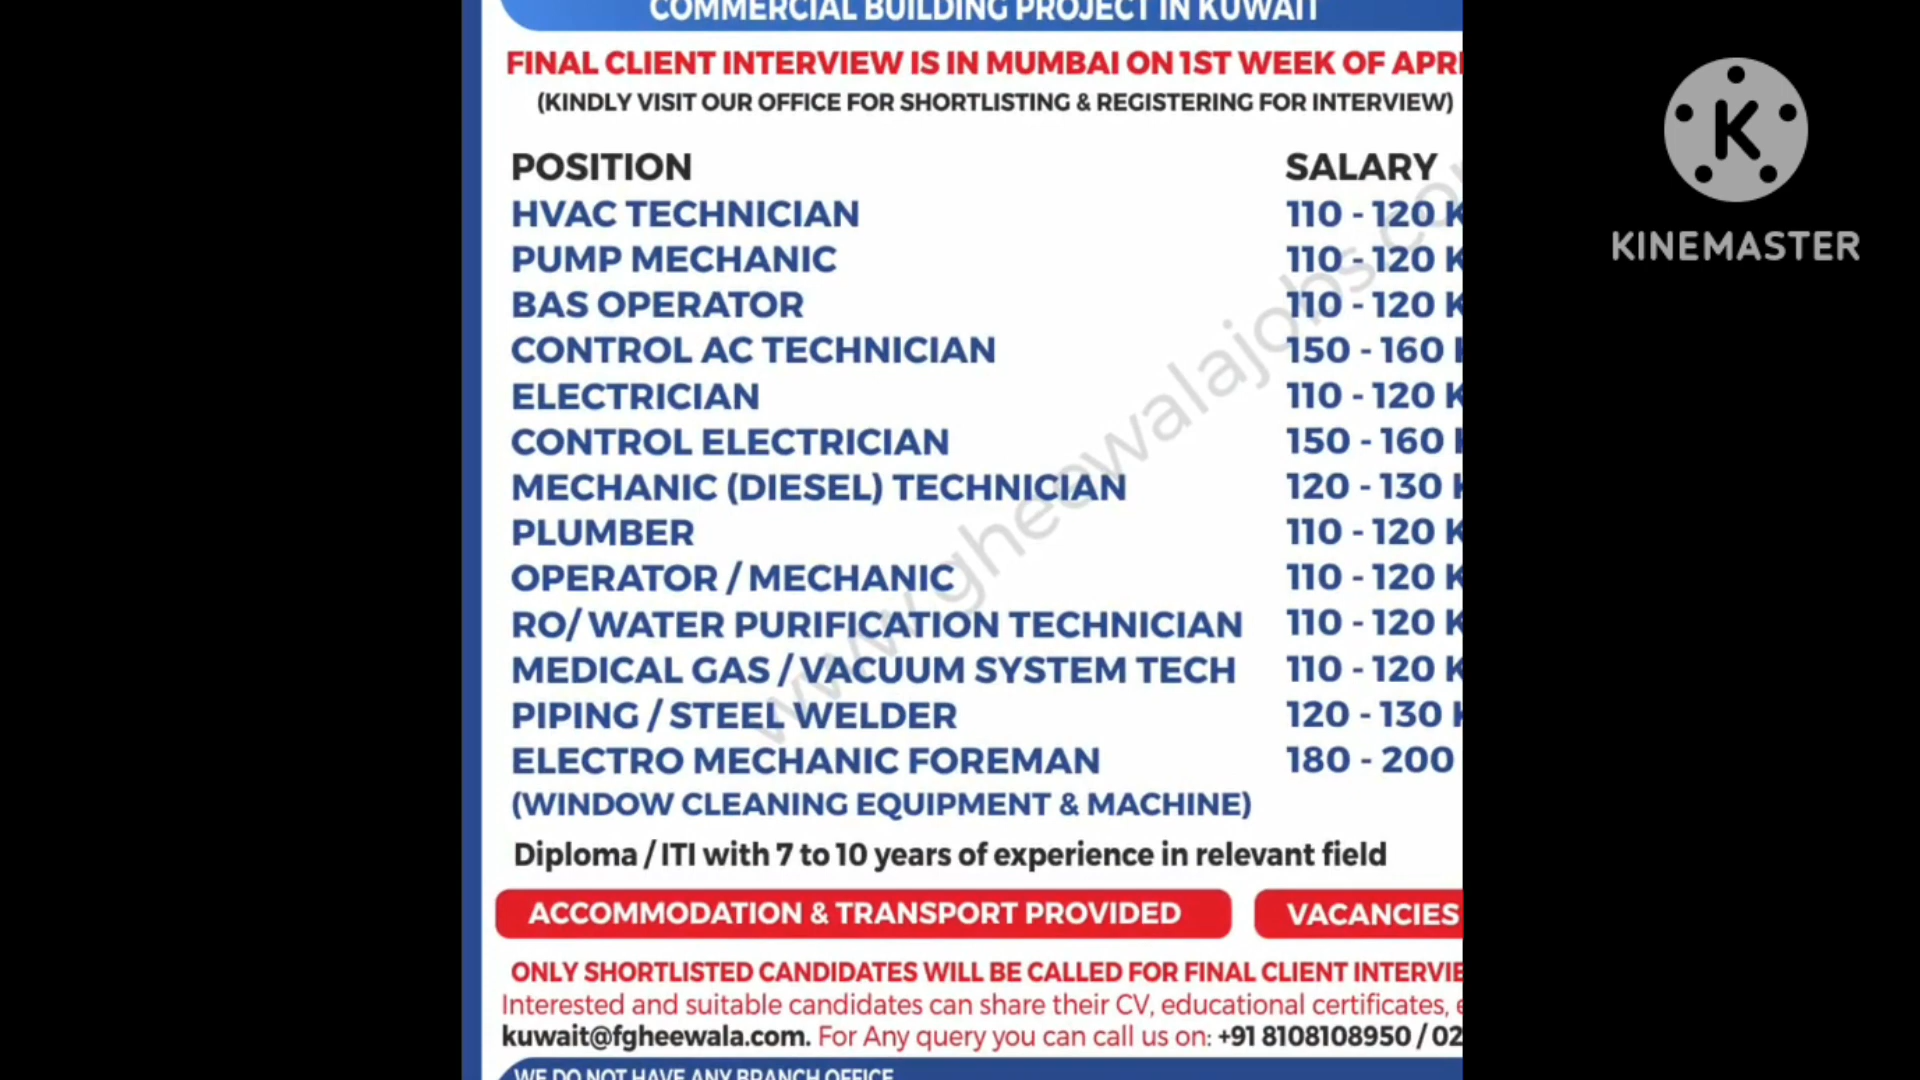 COMMERCIAL BUILDING PROJECT IN KUWAIT
FINAL CLIENT INTERVIEW IS IN MUMBAI ON 1ST WEEK OF APRI
(KINDLY VISIT OUR OFFICE FOR SHORTLISTING & REGISTERING FOR INTERVIEW)
POSITION SALARY
HVAC TECHNICIAN 110 - 120 K
PUMP MECHANIC 110 - 120 K
BAS OPERATOR 110 - 120 K
CONTROL AC TECHNICIAN 150 - 160
ELECTRICIAN 110 - 120 K
CONTROL ELECTRICIAN 150 - 160
MECHANIC (DIESEL) TECHNICIAN 120 - 130
PLUMBER 110 - 120 K
OPERATOR / MECHANIC 110 - 120 K
RO/ WATER PURIFICATION TECHNICIAN 110 - 120 K
MEDICAL GAS / VACUUM SYSTEM TECH 110 - 120 K
PIPING / STEEL WELDER 120 - 130
ELECTRO MECHANIC FOREMAN 180 - 200
(WINDOW CLEANING EQUIPMENT & MACHINE)
Diploma / ITI with 7 to 10 years of experience in relevant field
ACCOMMODATION & TRANSPORT PROVIDED VACANCIES
ONLY SHORTLISTED CANDIDATES WILL BE CALLED FOR FINAL CLIENT INTERVIE
Interested and suitable candidates can share their CV, educational certificates,
kuwait@fgheewala.com. For Any query you can call us on: +91 8108108950 / 02
WE DO NOT HAVE ANY BRANCH OFFICE
www.gheewalajobs.co
K
KINEMASTER